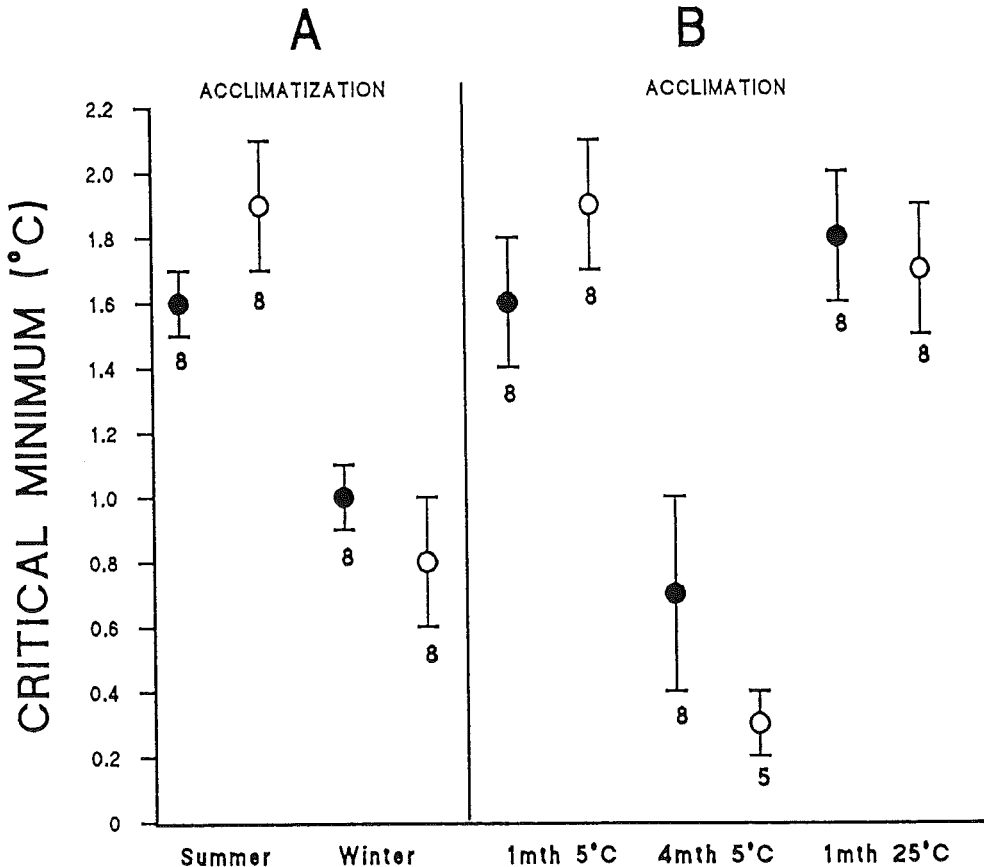 A
B
ACCLIMATIZATION
ACCLIMATION
CRITICAL MINIMUM (°C)
2.2
2.0
1.8
1.6
1.4
1.2
1.0
0.8
0.6
0.4
0.2
0
8
8
8
8
8
8
8
5
8
8
Summer
Winter
1mth 5°C
4mth 5°C
1mth 25°C